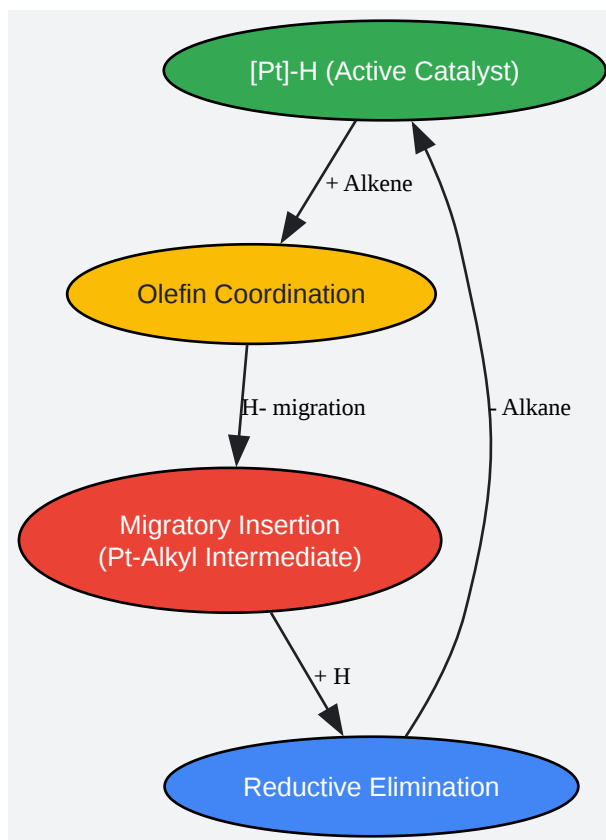 [Pt]-H (Active Catalyst)
+ Alkene
Olefin Coordination
H- migration
- Alkane
Migratory Insertion
(Pt-Alkyl Intermediate)
+ H
Reductive Elimination